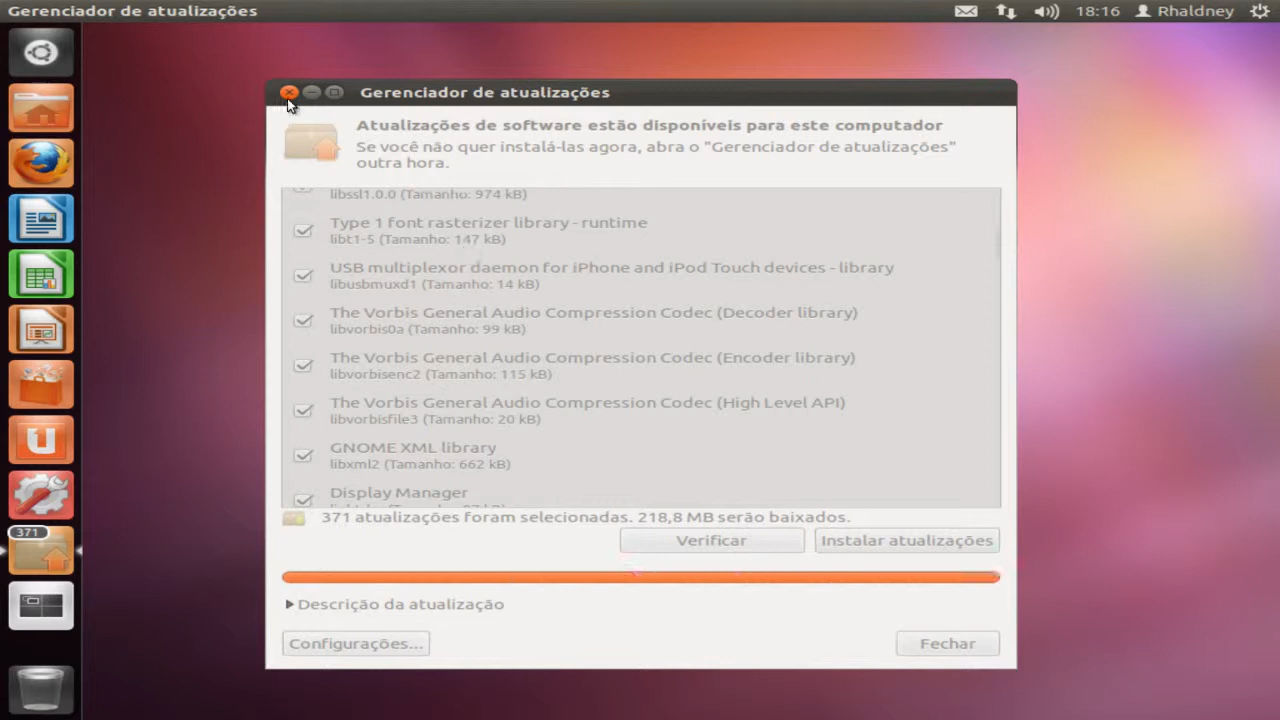 Gerenciador de atualizações
18:16
Rhaldney
Gerenciador de atualizações
Atualizações de software estão disponíveis para este computador
Se você não quer instalá-las agora, abra o "Gerenciador de atualizações"
outra hora.
libssl1.0.0 (Tamanho: 974 kB)
Type 1 font rasterizer library - runtime
libt1-5 (Tamanho: 147 kB)
USB multiplexor daemon for iPhone and iPod Touch devices - library
libusbmuxd1 (Tamanho: 14 kB)
The Vorbis General Audio Compression Codec (Decoder library)
libvorbis0a (Tamanho: 99 kB)
The Vorbis General Audio Compression Codec (Encoder library)
libvorbisenc2 (Tamanho: 115 kB)
The Vorbis General Audio Compression Codec (High Level API)
libvorbisfile3 (Tamanho: 20 kB)
GNOME XML library
libxml2 (Tamanho: 662 kB)
Display Manager
371 atualizações foram selecionadas. 218,8 MB serão baixados.
Verificar
Instalar atualizações
371
Descrição da atualização
Configurações...
Fechar